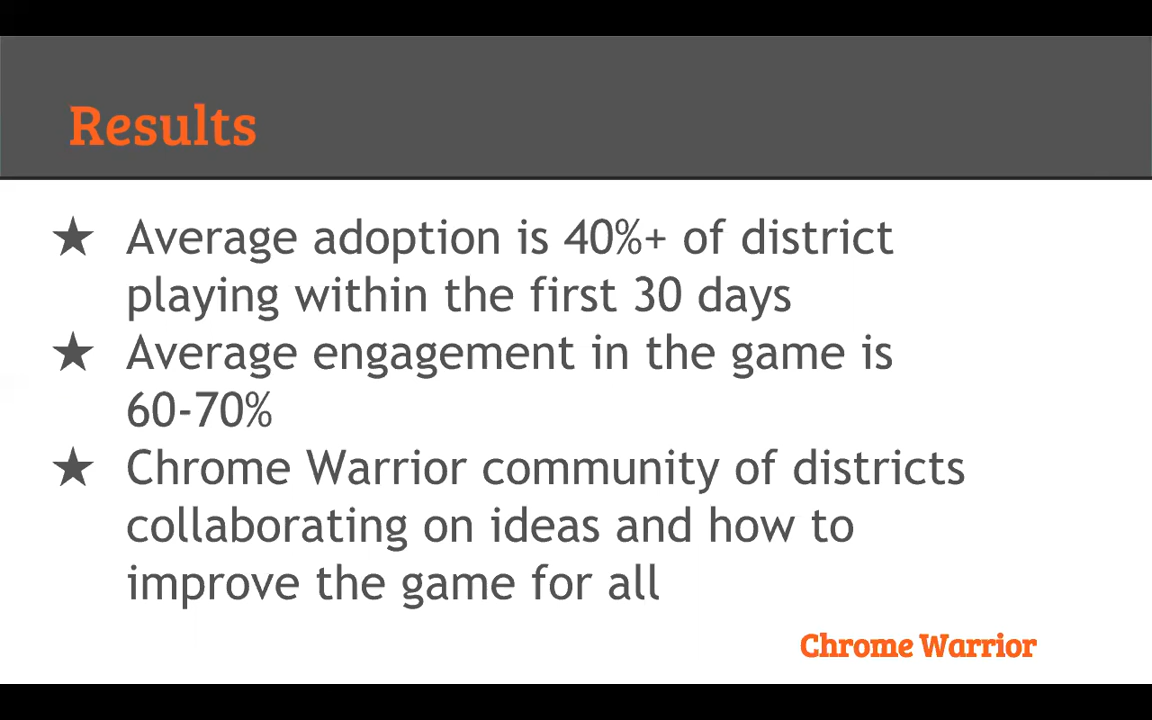 Results
★ Average adoption is 40%+ of district
playing within the first 30 days
★ Average engagement in the game is
60-70%
★ Chrome Warrior community of districts
collaborating on ideas and how to
improve the game for all
Chrome Warrior